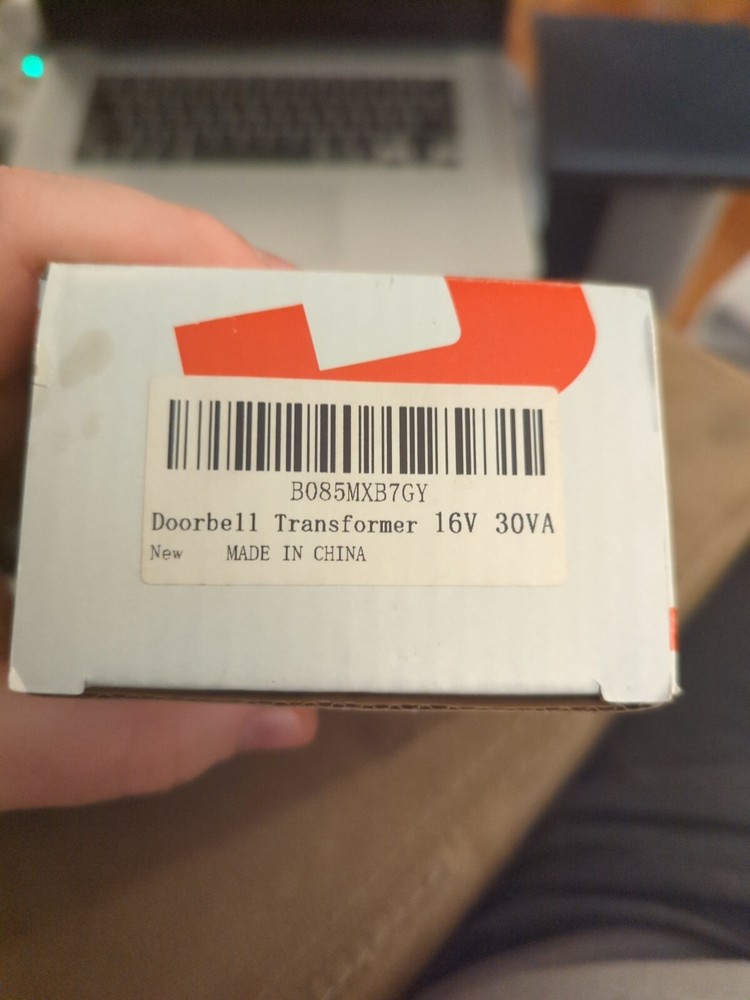 B085MXB7GY
Doorbell Transformer 16V 30VA
New MADE IN CHINA